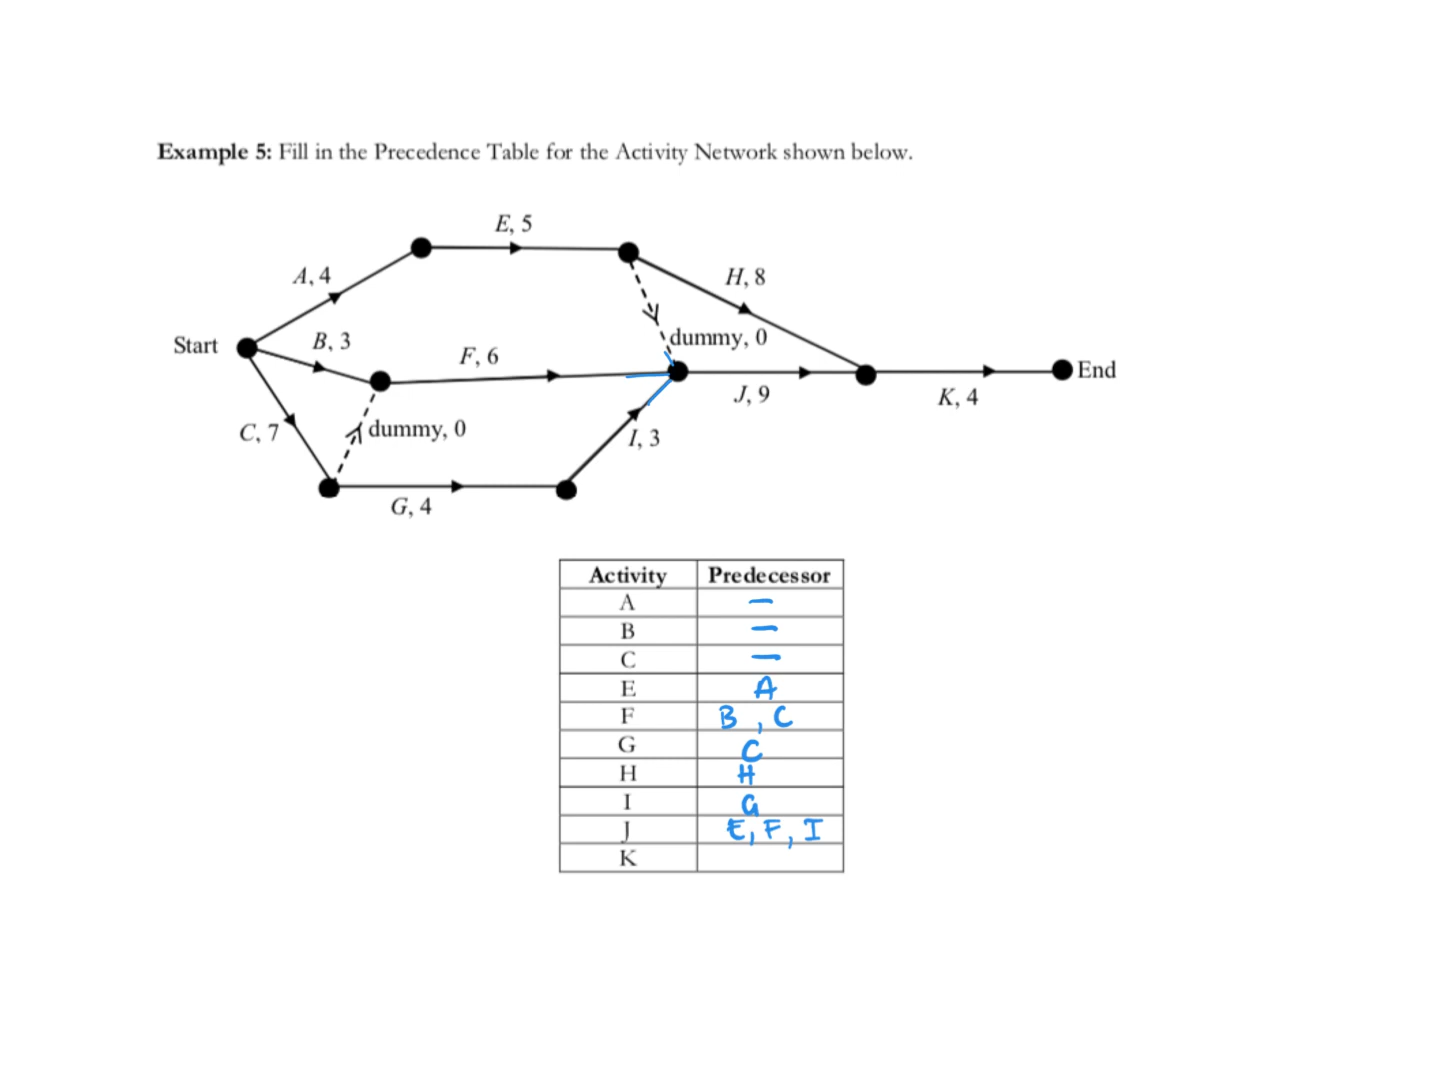 Example 5: Fill in the Precedence Table for the Activity Network shown below.
E, 5
A, 4
H, 8
Start
B, 3
F, 6
dummy, 0
End
J, 9
K, 4
C, 7
dummy, 0
I, 3
G, 4
Activity Predecessor
A –
B –
C –
E A
F B , C
G C
H H
I G
J E, F, I
K